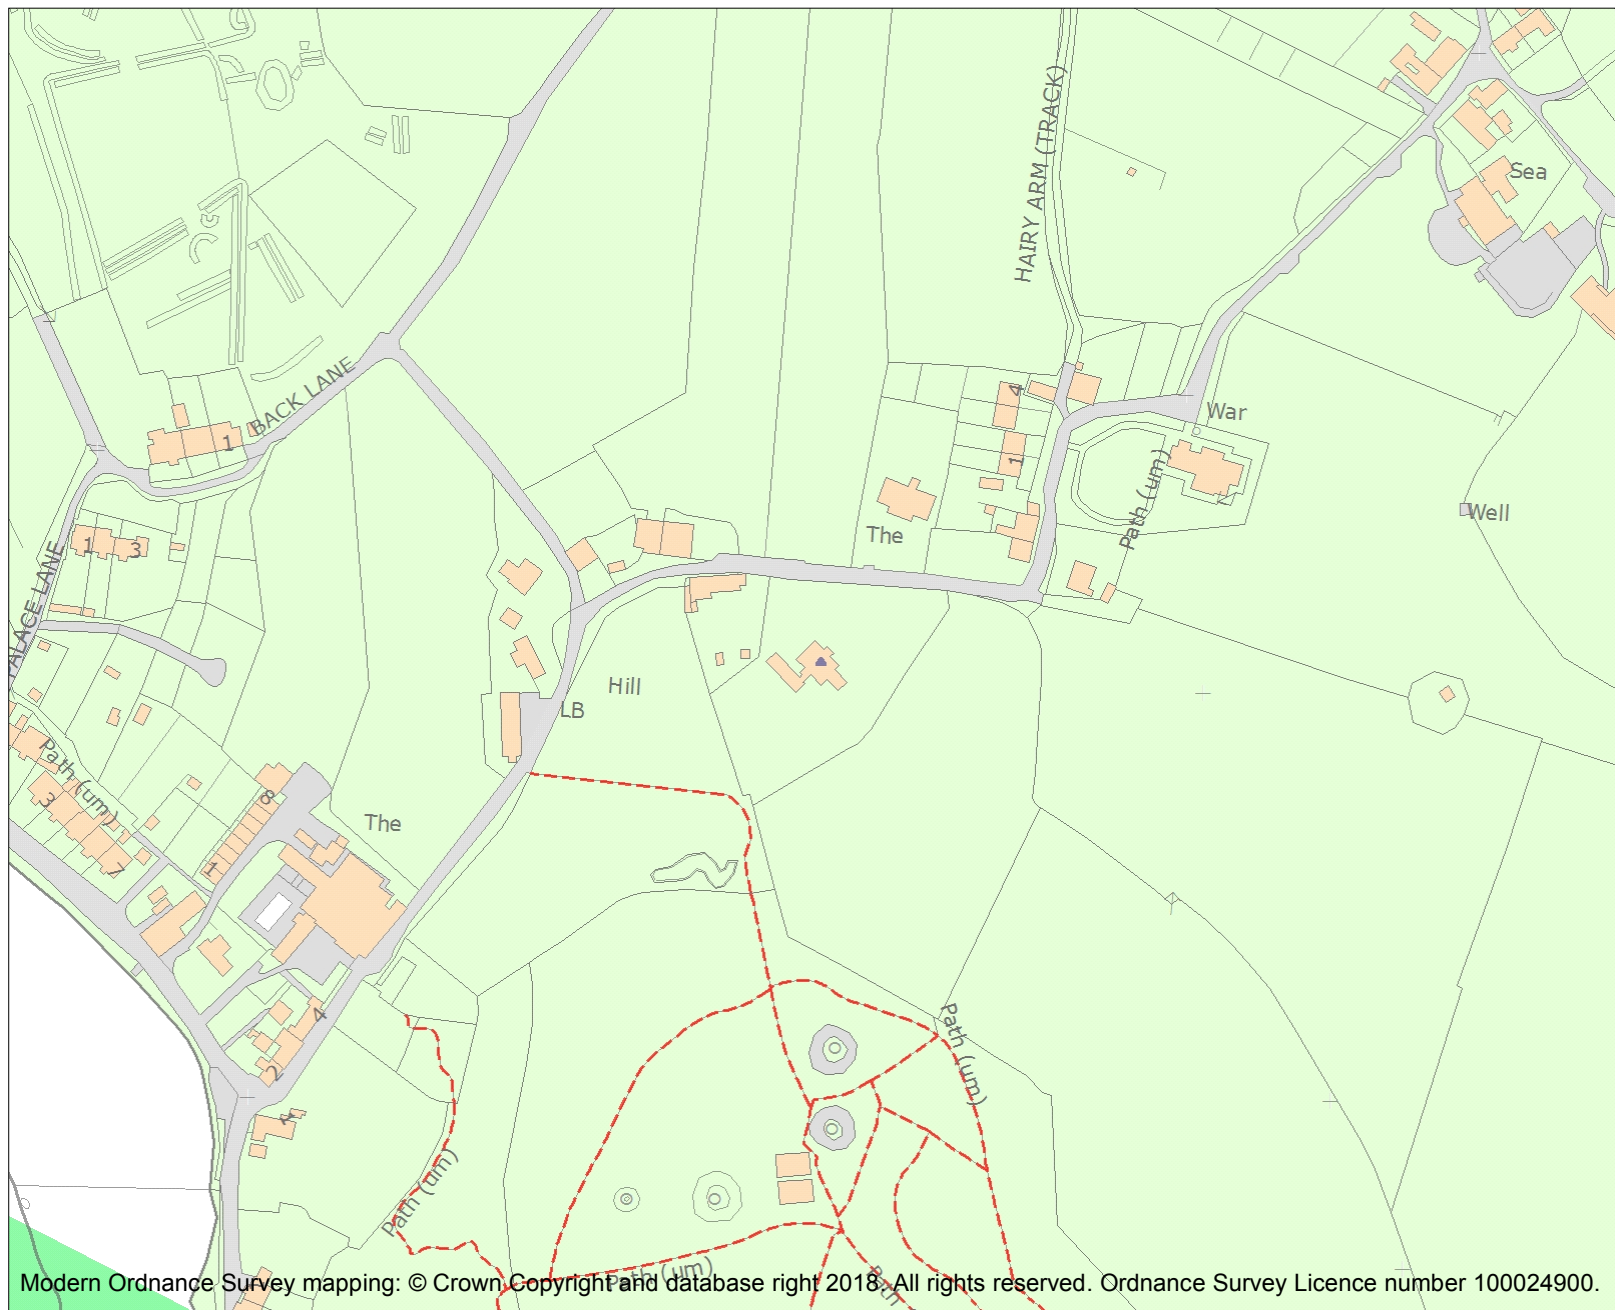 HAIRY ARM (TRACK)
Sea
BACK LANE
1
4
1
War
Path (um)
Well
The
1
3
PALACE LANE
Hill
LB
Path (um)
3
7
8
1
The
4
2
1
Path (um)
Path (um)
Path (um)
Path
Modern Ordnance Survey mapping: © Crown Copyright and database right 2018. All rights reserved. Ordnance Survey Licence number 100024900.